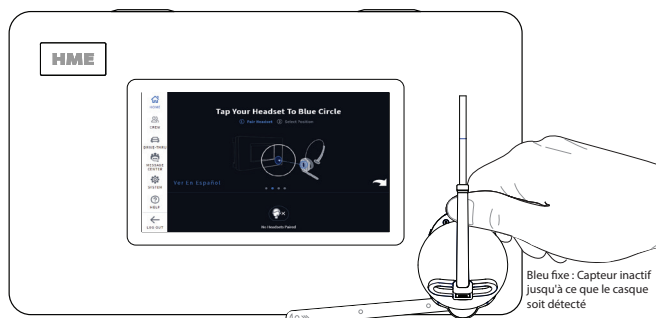 HME
Tap Your Headset To Blue Circle
① Pair Headset ② Select Position
HOME
CREW
DRIVE-THRU
MESSAGE
CENTER
SYSTEM
HELP
LOG OUT
Ver En Español
No Headsets Paired
Bleu fixe : Capteur inactif
jusqu'à ce que le casque
soit détecté